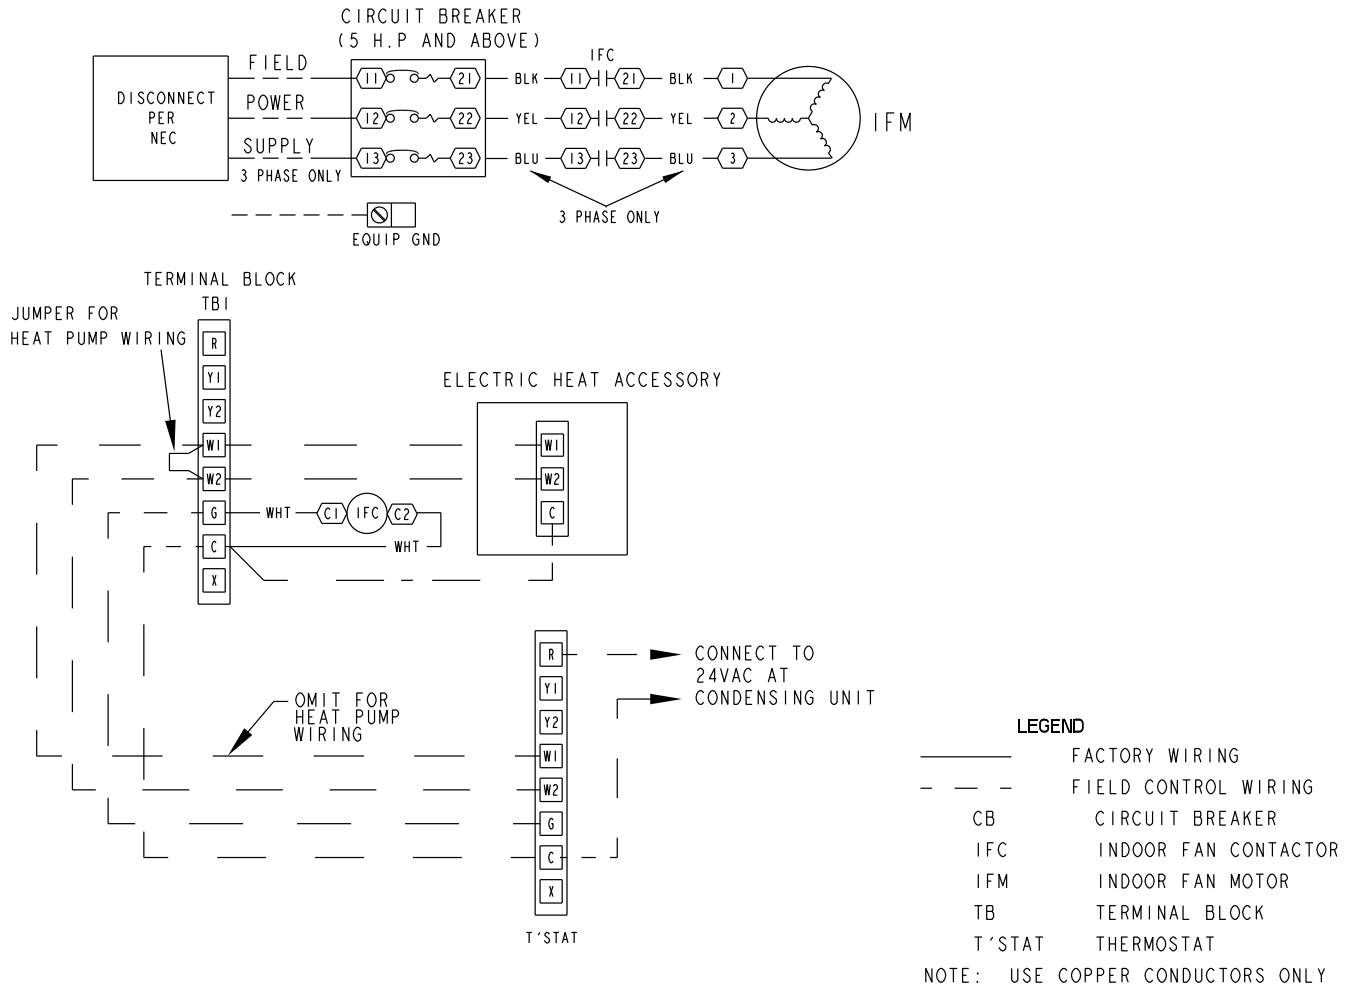 CIRCUIT BREAKER
(5 H.P AND ABOVE)
IFC
FIELD
11 21 BLK 11 21 BLK 1
DISCONNECT
PER
NEC
POWER
12 22 YEL 12 22 YEL 2
IFM
SUPPLY
13 23 BLU 13 23 BLU 3
3 PHASE ONLY
3 PHASE ONLY
EQUIP GND
TERMINAL BLOCK
TB1
JUMPER FOR
HEAT PUMP WIRING
R
Y1
Y2
W1
W2
G
C
X
ELECTRIC HEAT ACCESSORY
W1
W2
C
WHT C1 IFC C2
WHT
R
Y1
Y2
W1
W2
G
C
X
T'STAT
CONNECT TO
24VAC AT
CONDENSING UNIT
OMIT FOR
HEAT PUMP
WIRING
LEGEND
FACTORY WIRING
FIELD CONTROL WIRING
CB CIRCUIT BREAKER
IFC INDOOR FAN CONTACTOR
IFM INDOOR FAN MOTOR
TB TERMINAL BLOCK
T'STAT THERMOSTAT
NOTE: USE COPPER CONDUCTORS ONLY